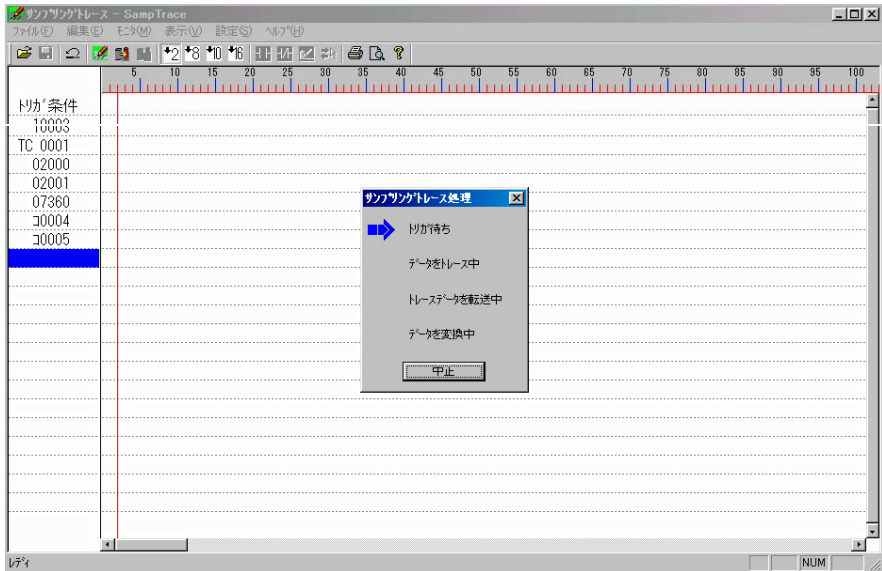 ｻﾝﾌﾟﾘﾝｸﾞﾄﾚｰｽ - SampTrace
ﾌｧｲﾙ(F) 編集(E) ﾓﾆﾀ(M) 表示(V) 設定(S) ﾍﾙﾌﾟ(H)
2 8 10 16
5 10 15 20 25 30 35 40 45 50 55 60 65 70 75 80 85 90 95 100
ﾄﾘｶﾞ条件
10003
TC 0001
02000
02001
07360
ｺ0004
ｺ0005
ｻﾝﾌﾟﾘﾝｸﾞﾄﾚｰｽ処理
ﾄﾘｶﾞ待ち
ﾃﾞｰﾀをﾄﾚｰｽ中
ﾄﾚｰｽﾃﾞｰﾀを転送中
ﾃﾞｰﾀを変換中
中止
ﾚﾃﾞｨ
NUM